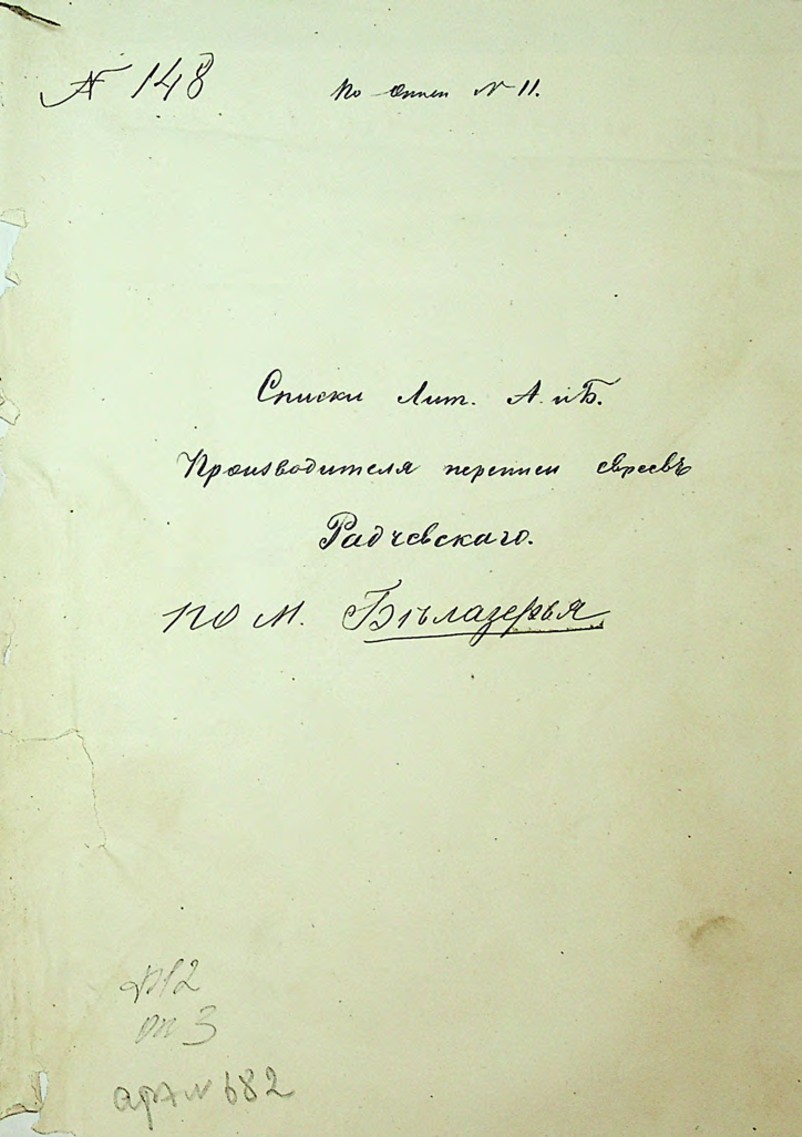 № 148 По описи № 11.
Списки Лит. А. и Б.
Производителя переписи евреевъ
Радчевскаго.
по м. Бѣлазерья
ф 12
оп 3
арх № 682